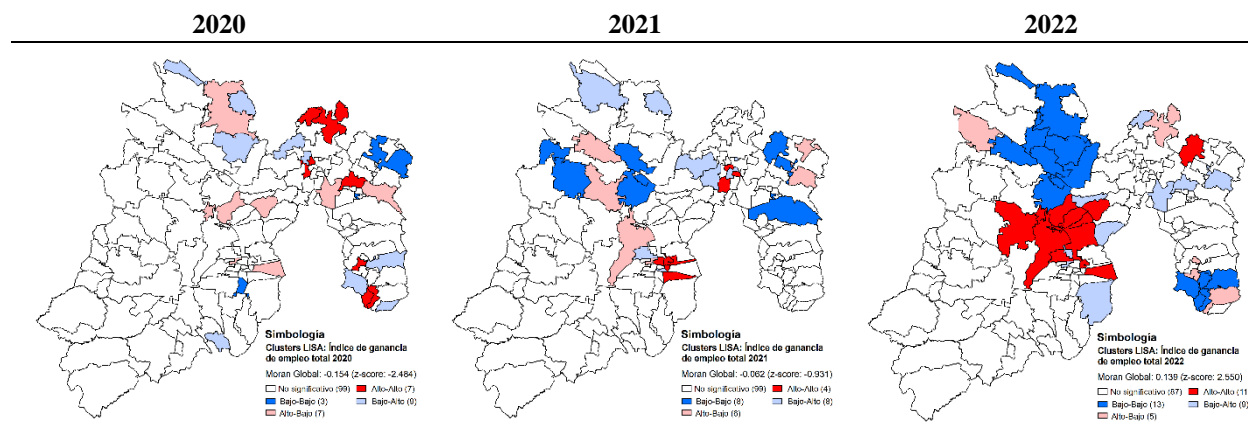 2020
2021
2022
Simbología
Clusters LISA: Índice de ganancia
de empleo total 2020
Moran Global: -0.154 (z-score: -2.484)
No significativo (99)
Alto-Alto (7)
Bajo-Bajo (3)
Bajo-Alto (9)
Alto-Bajo (7)
Simbología
Clusters LISA: Índice de ganancia
de empleo total 2021
Moran Global: -0.062 (z-score: -0.931)
No significativo (99)
Alto-Alto (4)
Bajo-Bajo (8)
Bajo-Alto (8)
Alto-Bajo (6)
Simbología
Clusters LISA: Índice de ganancia
de empleo total 2022
Moran Global: 0.139 (z-score: 2.550)
No significativo (87)
Alto-Alto (11)
Bajo-Bajo (13)
Bajo-Alto (9)
Alto-Bajo (5)